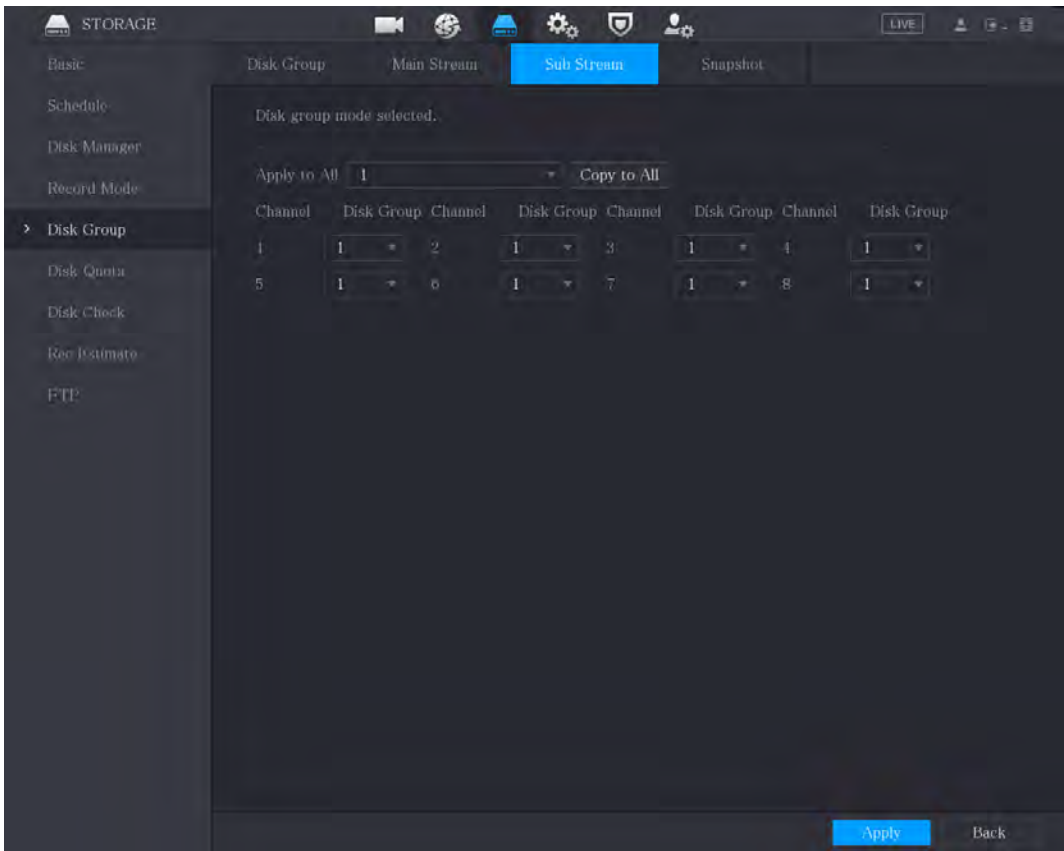 STORAGE LIVE
Basic
Disk Group Main Stream Sub Stream Snapshot
Schedule
Disk group mode selected.
Disk Manager
Apply to All 1 Copy to All
Record Mode
Channel Disk Group Channel Disk Group Channel Disk Group Channel Disk Group
> Disk Group
1 1 2 1 3 1 4 1
Disk Quota
5 1 6 1 7 1 8 1
Disk Check
Rec Estimate
FTP
Apply Back